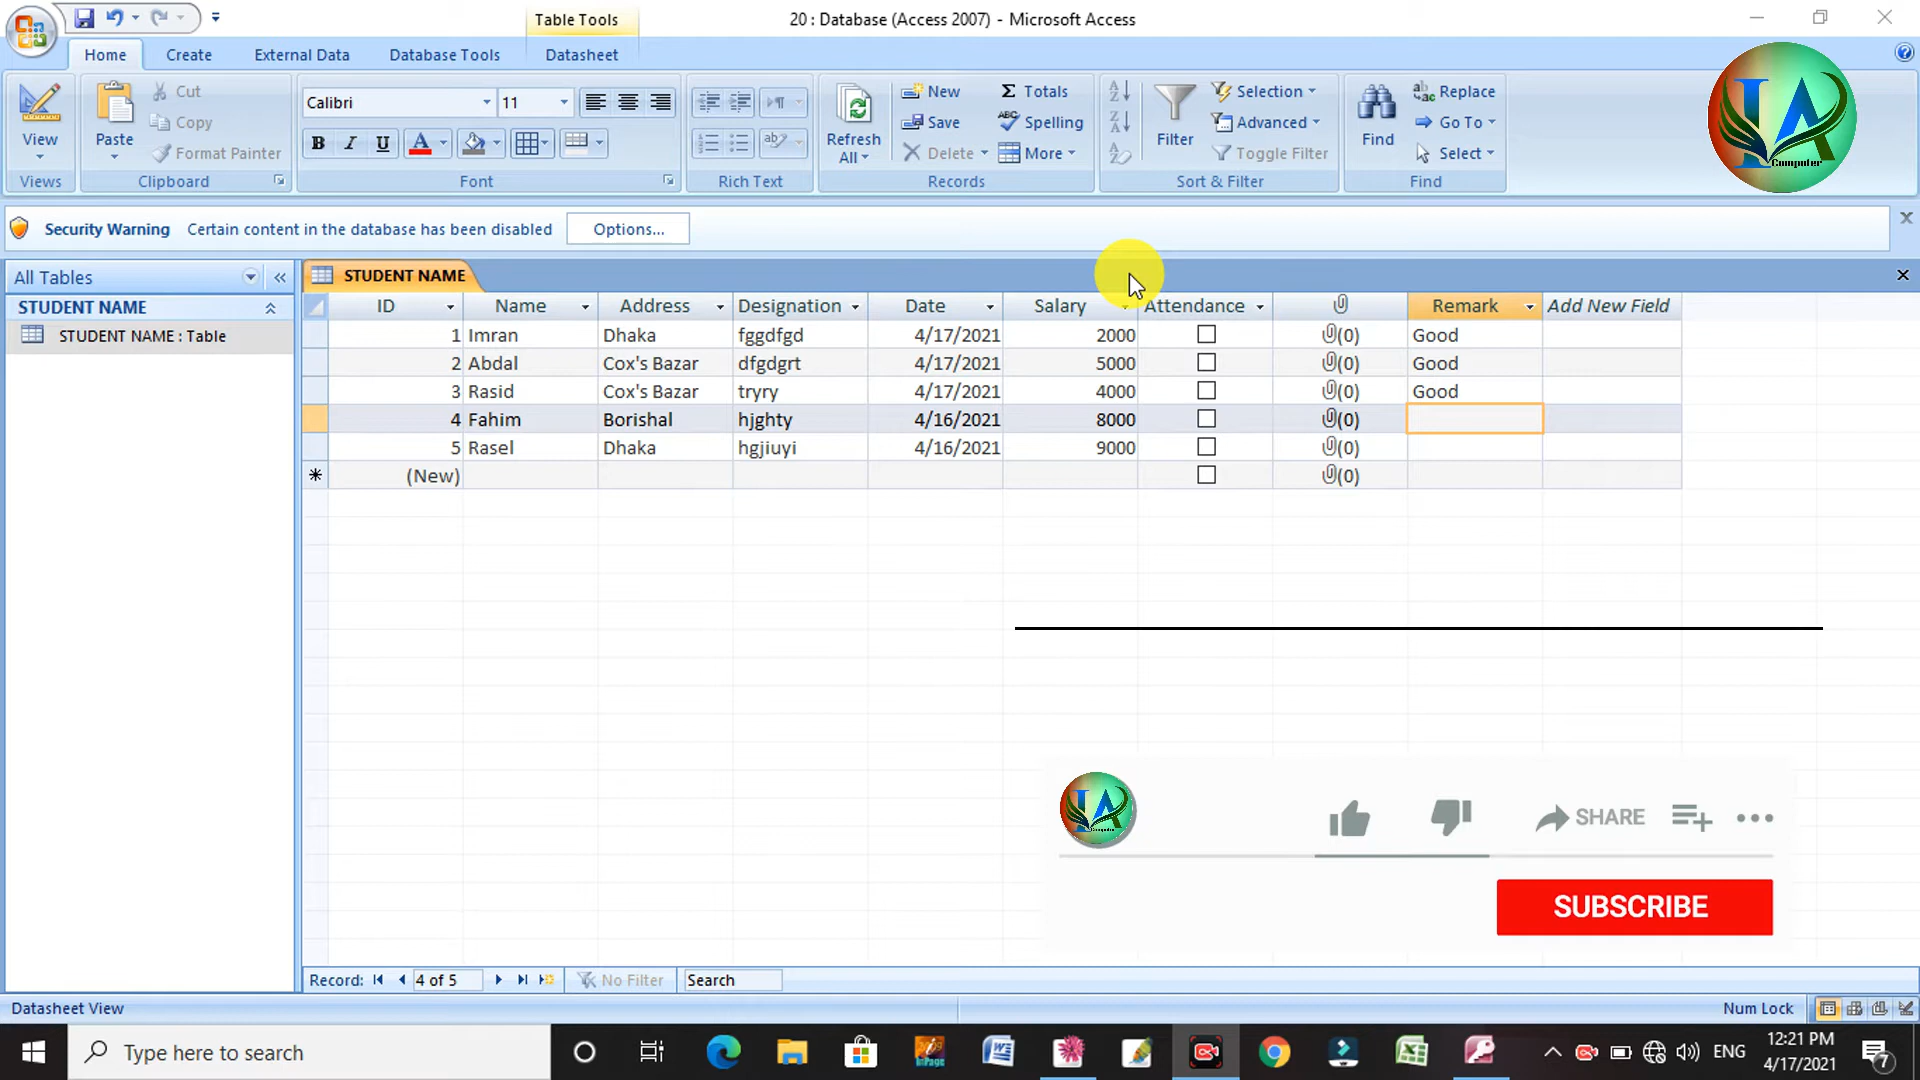 Table Tools
20 : Database (Access 2007) - Microsoft Access
Home Create External Data Database Tools Datasheet
View
Views
Paste
Cut
Copy
Format Painter
Clipboard
Calibri 11
B I U A
Font
Rich Text
Refresh All
New
Save
Delete
Totals
Spelling
More
Records
Filter
Selection
Advanced
Toggle Filter
Sort & Filter
Find
Replace
Go To
Select
Find
IA
Computer
Security Warning Certain content in the database has been disabled Options...
All Tables
STUDENT NAME
STUDENT NAME : Table
STUDENT NAME
ID Name Address Designation Date Salary Attendance Remark Add New Field
1 Imran Dhaka fggdfgd 4/17/2021 2000 (0) Good
2 Abdal Cox's Bazar dfgdgrt 4/17/2021 5000 (0) Good
3 Rasid Cox's Bazar tryry 4/17/2021 4000 (0) Good
4 Fahim Borishal hjghty 4/16/2021 8000 (0)
5 Rasel Dhaka hgjiuyi 4/16/2021 9000 (0)
* (New) (0)
IA
SHARE
SUBSCRIBE
Record: 4 of 5 No Filter Search
Datasheet View Num Lock
Type here to search
ENG
12:21 PM
4/17/2021
7